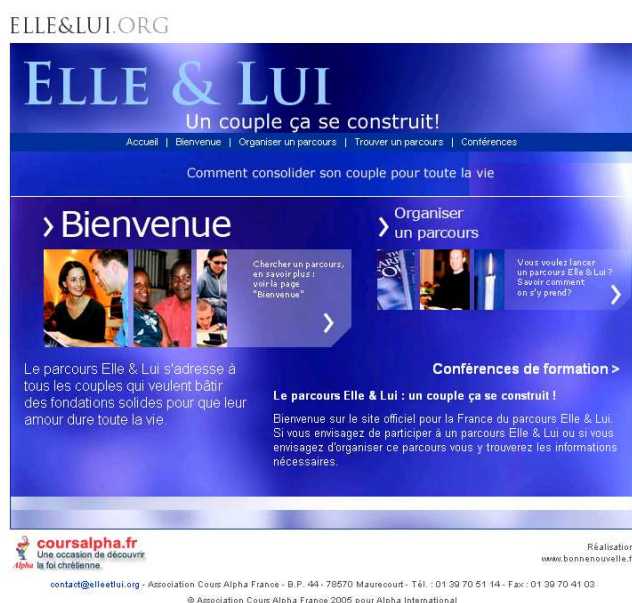 ELLE&LUI.ORG
ELLE & LUI
Un couple ça se construit!
Accueil | Bienvenue | Organiser un parcours | Trouver un parcours | Conférences
Comment consolider son couple pour toute la vie
› Bienvenue
Chercher un parcours,
en savoir plus :
voir la page
"Bienvenue"
›
› Organiser
un parcours
Vous voulez lancer
un parcours Elle & Lui ?
Savoir comment
on s'y prend?
›
Le parcours Elle & Lui s'adresse à
tous les couples qui veulent bâtir
des fondations solides pour que leur
amour dure toute la vie.
Conférences de formation >
Le parcours Elle & Lui : un couple ça se construit !
Bienvenue sur le site officiel pour la France du parcours Elle & Lui.
Si vous envisagez de participer à un parcours Elle & Lui ou si vous
envisagez d'organiser ce parcours vous y trouverez les informations
nécessaires.
coursalpha.fr
Une occasion de découvrir
Alpha la foi chrétienne
Réalisation
www.bonnenouvelle.f
contact@elleetlui.org - Association Cours Alpha France - B.P. 44 - 78570 Maurecourt - Tél. : 01 39 70 51 14 - Fax : 01 39 70 41 03
© Association Cours Alpha France 2005 pour Alpha International